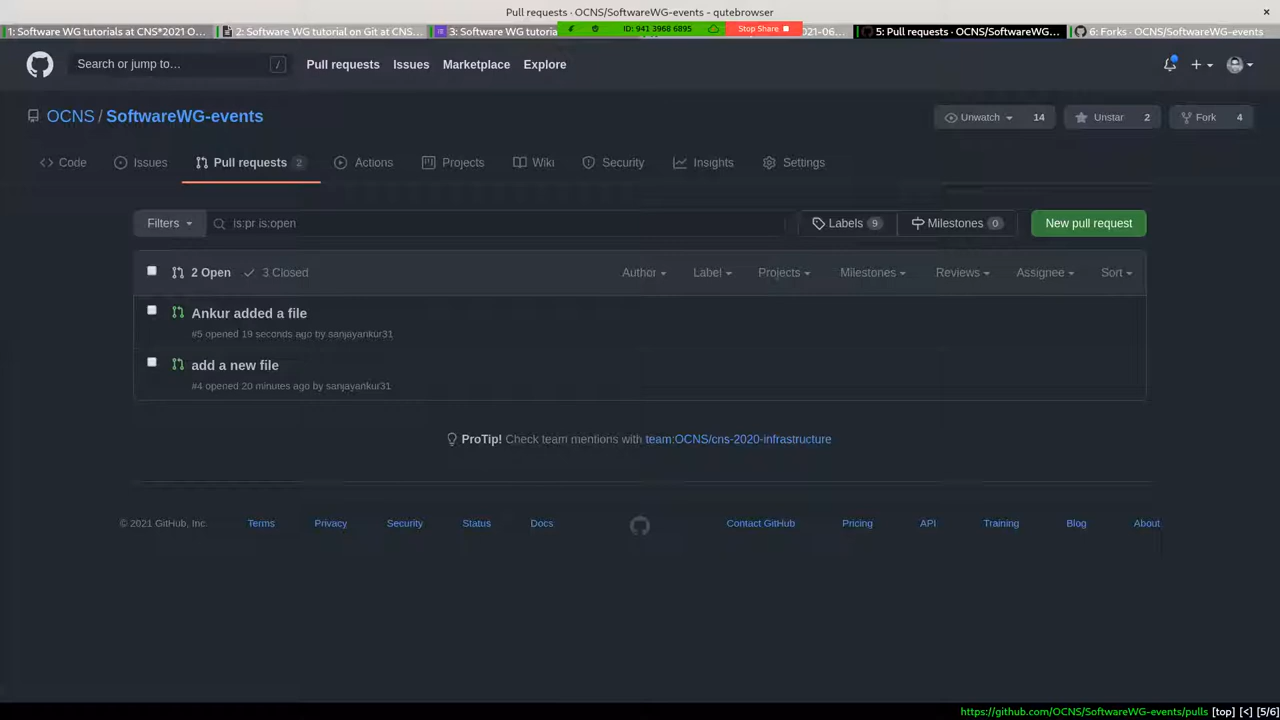 Pull requests · OCNS/SoftwareWG-events - qutebrowser
1: Software WG tutorials at CNS*2021 O...
2: Software WG tutorial on Git at CNS...
3: Software WG tutoria
ID: 941 3968 6895
Stop Share
021-06...
5: Pull requests · OCNS/SoftwareWG...
6: Forks · OCNS/SoftwareWG-events
Search or jump to...
/
Pull requests
Issues
Marketplace
Explore
OCNS / SoftwareWG-events
Unwatch 14
Unstar 2
Fork 4
Code
Issues
Pull requests 2
Actions
Projects
Wiki
Security
Insights
Settings
Filters
is:pr is:open
Labels 9
Milestones 0
New pull request
2 Open
3 Closed
Author
Label
Projects
Milestones
Reviews
Assignee
Sort
Ankur added a file
#5 opened 19 seconds ago by sanjayankur31
add a new file
#4 opened 20 minutes ago by sanjayankur31
ProTip! Check team mentions with team:OCNS/cns-2020-infrastructure
© 2021 GitHub, Inc.
Terms
Privacy
Security
Status
Docs
Contact GitHub
Pricing
API
Training
Blog
About
https://github.com/OCNS/SoftwareWG-events/pulls [top] [<] [5/6]